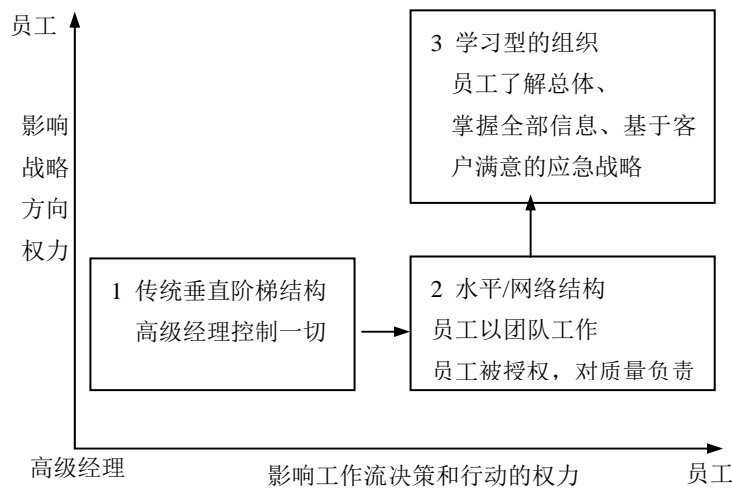 员工
影响
战略
方向
权力
3 学习型的组织
员工了解总体、
掌握全部信息、基于客
户满意的应急战略
1 传统垂直阶梯结构
高级经理控制一切
2 水平/网络结构
员工以团队工作
员工被授权，对质量负责
高级经理
影响工作流决策和行动的权力
员工